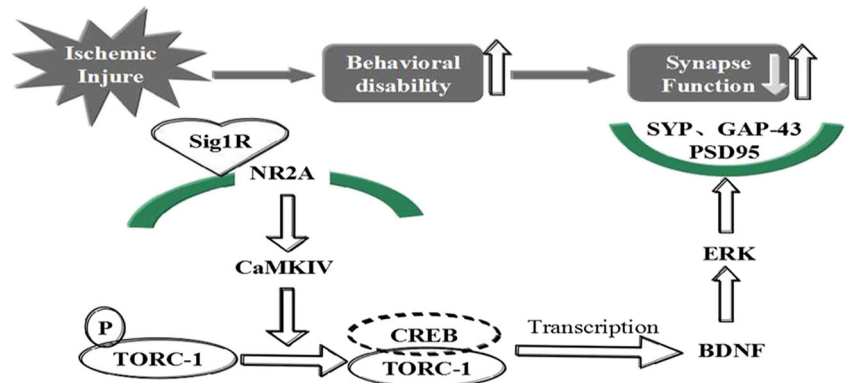 Ischemic
Injure
Behavioral
disability
Synapse
Function
Sig1R
NR2A
SYP、GAP-43
PSD95
CaMKIV
ERK
P
TORC-1
CREB
TORC-1
Transcription
BDNF